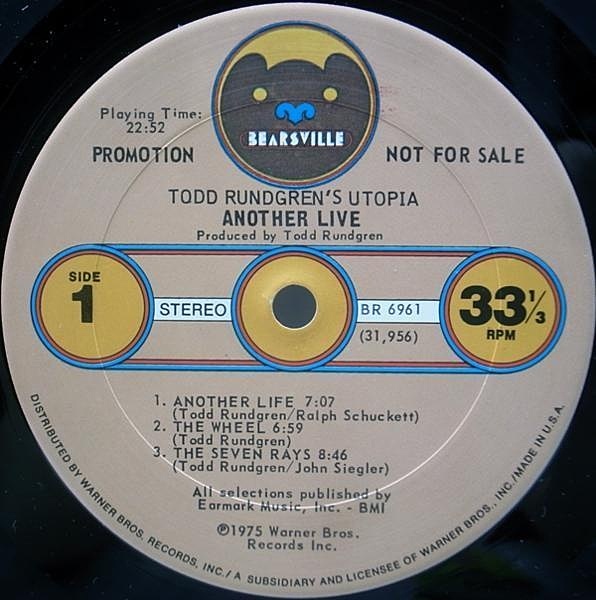 BEARSVILLE
Playing Time:
22:52
PROMOTION
NOT FOR SALE
TODD RUNDGREN'S UTOPIA
ANOTHER LIVE
Produced by Todd Rundgren
SIDE
1
STEREO
BR 6961
(31,956)
33 1/3
RPM
1. ANOTHER LIFE 7:07
(Todd Rundgren/Ralph Schuckett)
2. THE WHEEL 6:59
(Todd Rundgren)
3. THE SEVEN RAYS 8:46
(Todd Rundgren/John Siegler)
All selections published by
Earmark Music, Inc. - BMI
℗1975 Warner Bros.
Records Inc.
DISTRIBUTED BY WARNER BROS. RECORDS, INC./A SUBSIDIARY AND LICENSEE OF WARNER BROS., INC./MADE IN U.S.A.